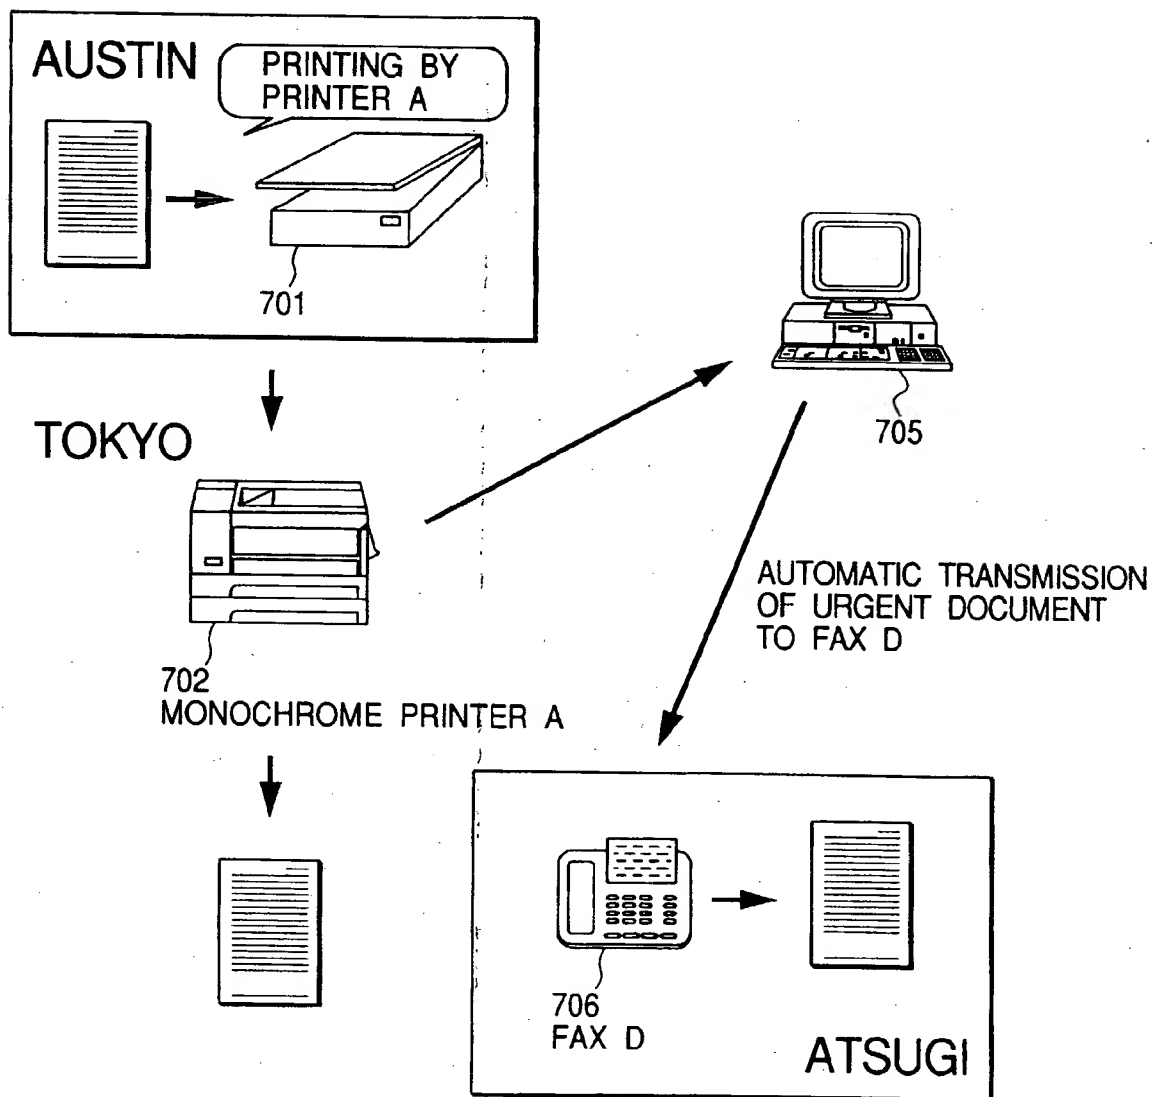 AUSTIN
PRINTING BY
PRINTER A
701
TOKYO
705
702
MONOCHROME PRINTER A
AUTOMATIC TRANSMISSION
OF URGENT DOCUMENT
TO FAX D
706
FAX D
ATSUGI